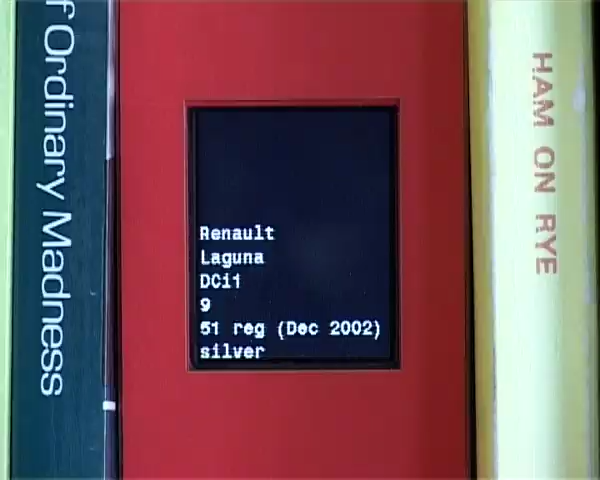 f Ordinary Madness
Renault
Laguna
DCi1
9
51 reg (Dec 2002)
silver
HAM ON RYE